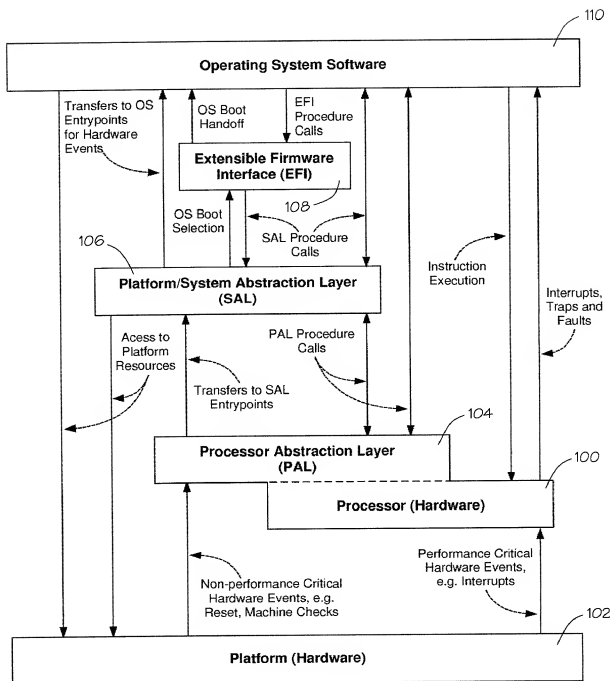 110
Operating System Software
Transfers to OS
Entrypoints
for Hardware
Events
OS Boot
Handoff
EFI
Procedure
Calls
Extensible Firmware
Interface (EFI)
108
OS Boot
Selection
SAL Procedure
Calls
106
Platform/System Abstraction Layer
(SAL)
Instruction
Execution
Interrupts,
Traps and
Faults
Acess to
Platform
Resources
PAL Procedure
Calls
Transfers to SAL
Entrypoints
104
Processor Abstraction Layer
(PAL)
100
Processor (Hardware)
Non-performance Critical
Hardware Events, e.g.
Reset, Machine Checks
Performance Critical
Hardware Events,
e.g. Interrupts
102
Platform (Hardware)